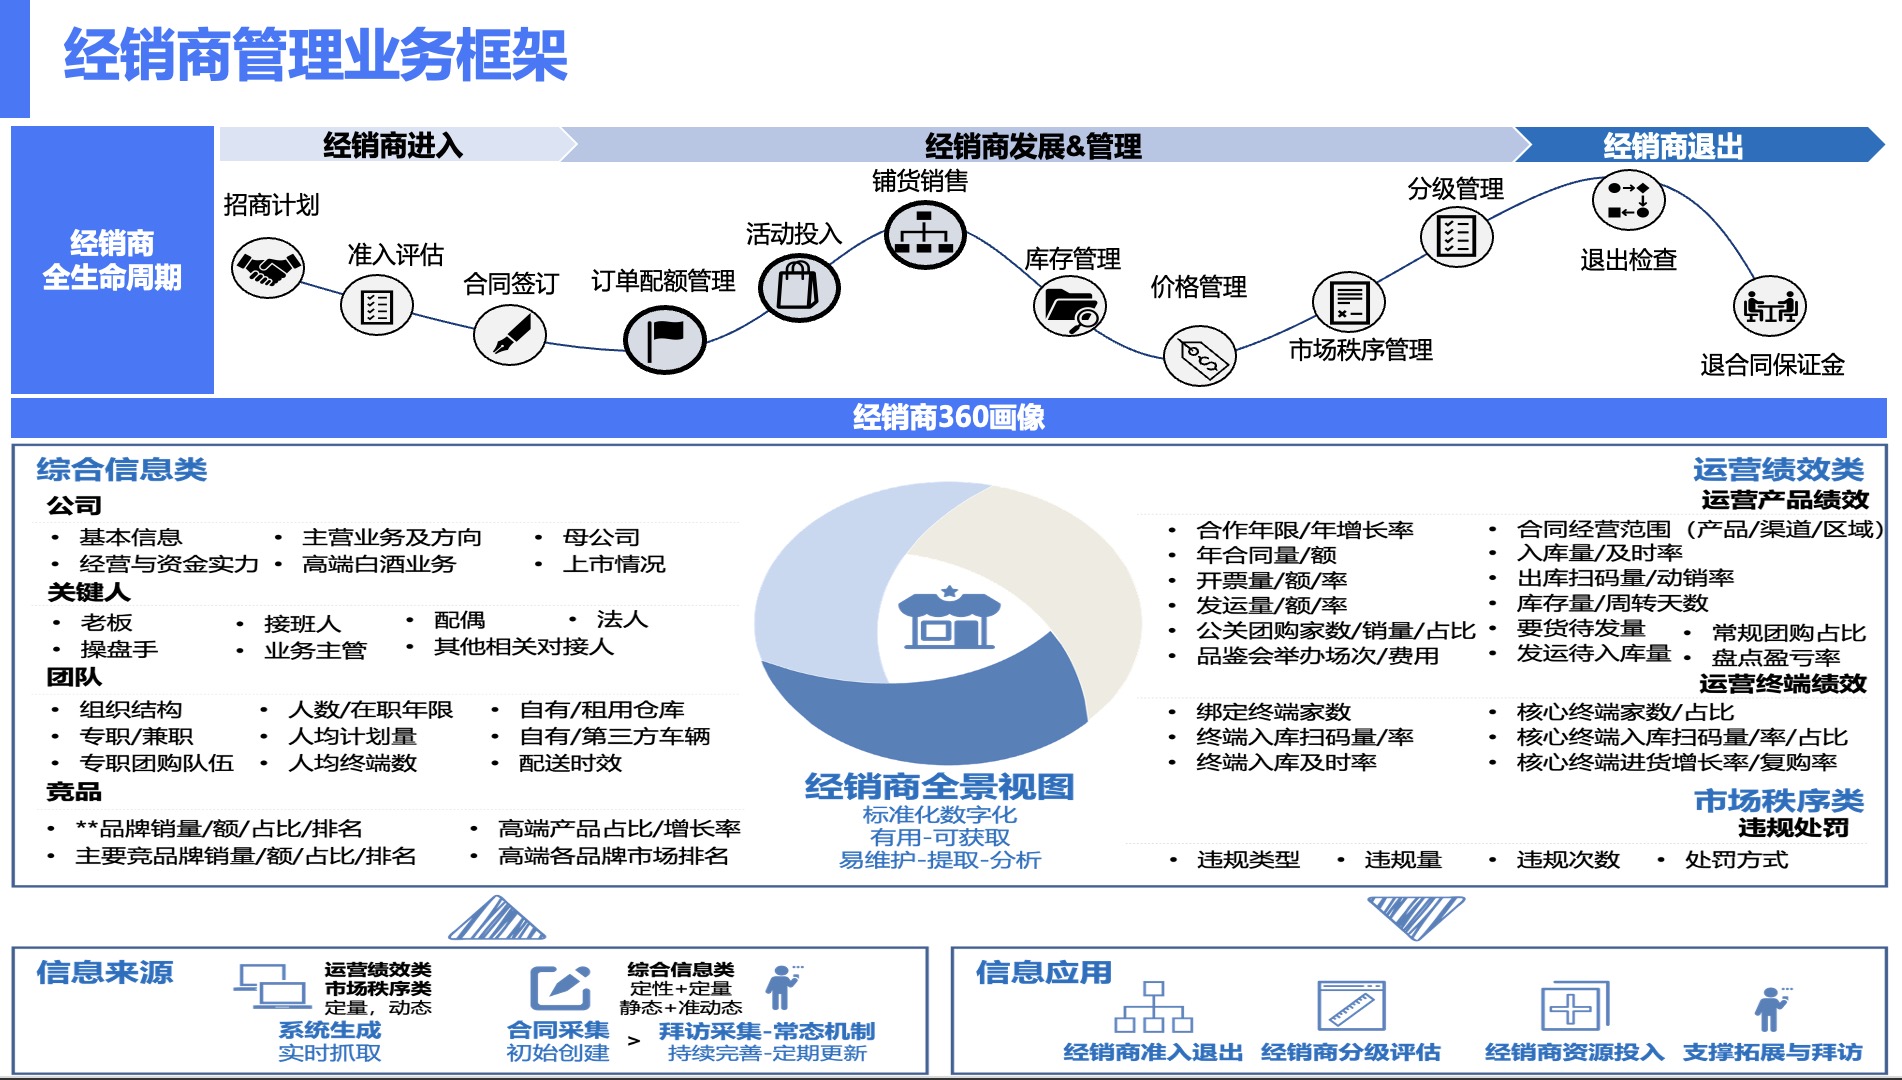 经销商管理业务框架
经销商进入
经销商发展&管理
经销商退出
经销商
全生命周期
招商计划
准入评估
合同签订
订单配额管理
活动投入
铺货销售
库存管理
价格管理
市场秩序管理
分级管理
退出检查
退合同保证金
经销商360画像
综合信息类
公司
• 基本信息 • 主营业务及方向 • 母公司
• 经营与资金实力 • 高端白酒业务 • 上市情况
关键人
• 老板 • 接班人 • 配偶 • 法人
• 操盘手 • 业务主管 • 其他相关对接人
团队
• 组织结构 • 人数/在职年限 • 自有/租用仓库
• 专职/兼职 • 人均计划量 • 自有/第三方车辆
• 专职团购队伍 • 人均终端数 • 配送时效
竞品
• **品牌销量/额/占比/排名 • 高端产品占比/增长率
• 主要竞品牌销量/额/占比/排名 • 高端各品牌市场排名
经销商全景视图
标准化数字化
有用-可获取
易维护-提取-分析
运营绩效类
运营产品绩效
• 合作年限/年增长率 • 合同经营范围（产品/渠道/区域）
• 年合同量/额 • 入库量/及时率
• 开票量/额/率 • 出库扫码量/动销率
• 发运量/额/率 • 库存量/周转天数
• 公关团购家数/销量/占比 • 要货待发量 • 常规团购占比
• 品鉴会举办场次/费用 • 发运待入库量 • 盘点盈亏率
运营终端绩效
• 绑定终端家数 • 核心终端家数/占比
• 终端入库扫码量/率 • 核心终端入库扫码量/率/占比
• 终端入库及时率 • 核心终端进货增长率/复购率
市场秩序类
违规处罚
• 违规类型 • 违规量 • 违规次数 • 处罚方式
信息来源
运营绩效类
市场秩序类
定量，动态
系统生成
实时抓取
综合信息类
定性+定量
静态+准动态
合同采集
初始创建
>
拜访采集-常态机制
持续完善-定期更新
信息应用
经销商准入退出 经销商分级评估 经销商资源投入 支撑拓展与拜访